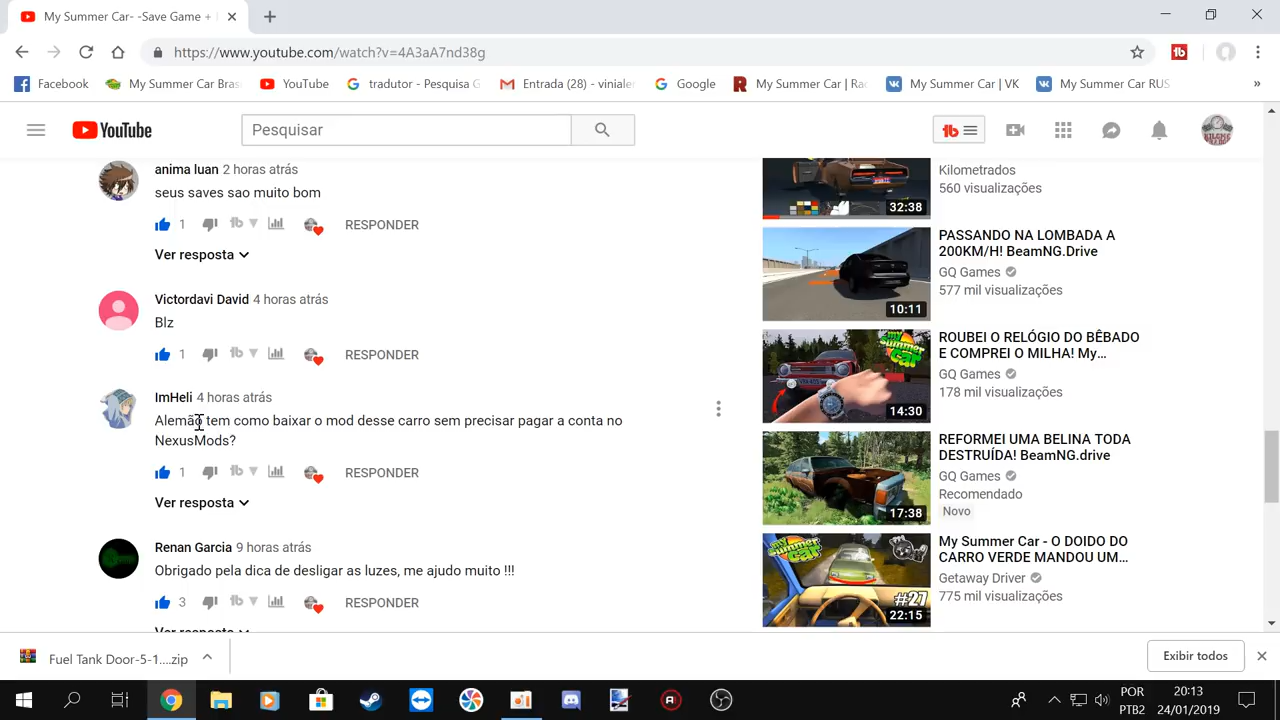 My Summer Car- -Save Game +
https://www.youtube.com/watch?v=4A3aA7nd38g
Facebook
My Summer Car Bras
YouTube
tradutor - Pesquisa G
Entrada (28) - vinialer
Google
My Summer Car | Rac
My Summer Car | VK
My Summer Car RUS
»
YouTube
Pesquisar
anima luan 2 horas atrás
seus saves sao muito bom
1
RESPONDER
Ver resposta
Victordavi David 4 horas atrás
Blz
1
RESPONDER
ImHeli 4 horas atrás
Alemão tem como baixar o mod desse carro sem precisar pagar a conta no
NexusMods?
1
RESPONDER
Ver resposta
Renan Garcia 9 horas atrás
Obrigado pela dica de desligar as luzes, me ajudo muito !!!
3
RESPONDER
Kilometrados
560 visualizações
32:38
PASSANDO NA LOMBADA A
200KM/H! BeamNG.Drive
GQ Games
577 mil visualizações
10:11
ROUBEI O RELÓGIO DO BÊBADO
E COMPREI O MILHA! My…
GQ Games
178 mil visualizações
my summer car
14:30
REFORMEI UMA BELINA TODA
DESTRUÍDA! BeamNG.drive
GQ Games
Recomendado
Novo
17:38
My Summer Car - O DOIDO DO
CARRO VERDE MANDOU UM…
Getaway Driver
775 mil visualizações
my summer car
#27
22:15
Fuel Tank Door-5-1....zip
Exibir todos
POR
PTB2
20:13
24/01/2019